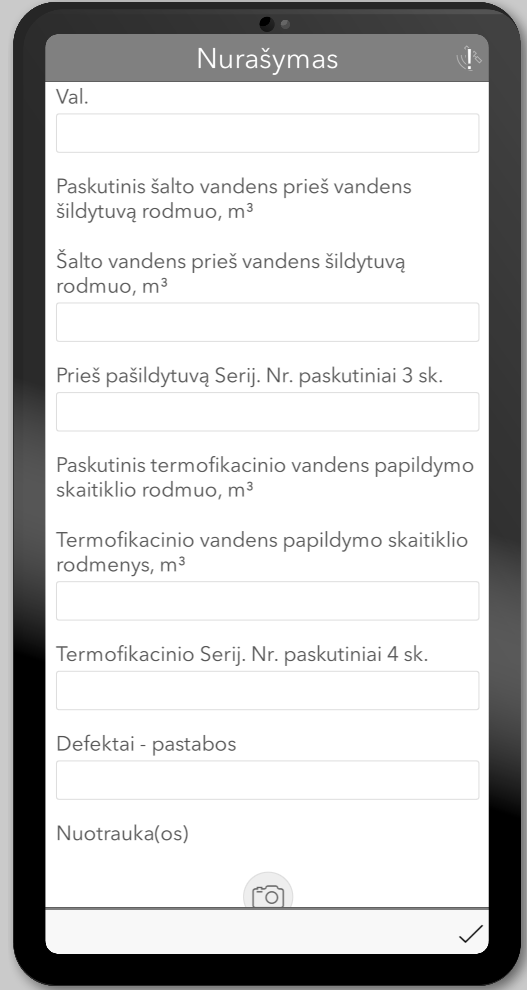 Nurašymas
Val.
Paskutinis šalto vandens prieš vandens
šildytuvą rodmuo, m³
Šalto vandens prieš vandens šildytuvą
rodmuo, m³
Prieš pašildytuvą Serij. Nr. paskutiniai 3 sk.
Paskutinis termofikacinio vandens papildymo
skaitiklio rodmuo, m³
Termofikacinio vandens papildymo skaitiklio
rodmenys, m³
Termofikacinio Serij. Nr. paskutiniai 4 sk.
Defektai - pastabos
Nuotrauka(os)